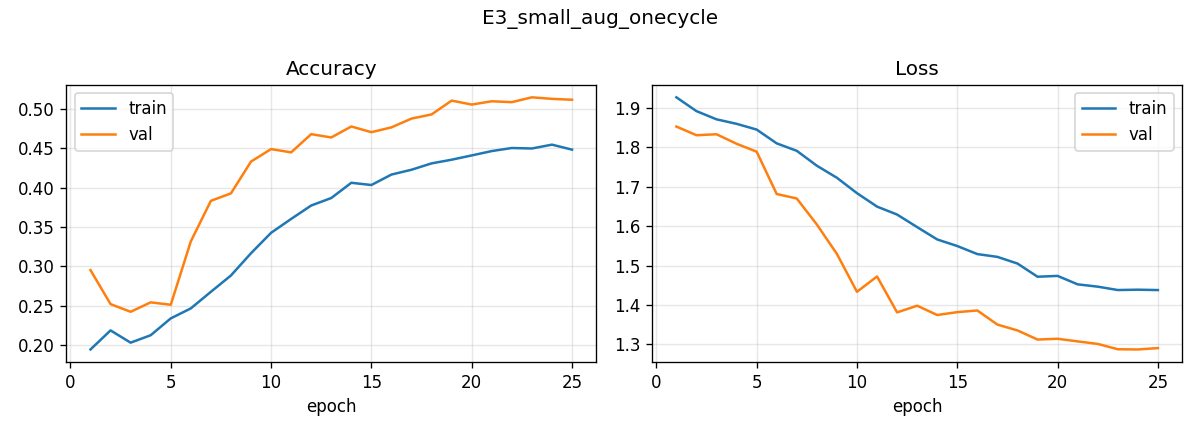 E3_small_aug_onecycle
Accuracy
train
val
0.50
0.45
0.40
0.35
0.30
0.25
0.20
0 5 10 15 20 25
epoch
Loss
train
val
1.9
1.8
1.7
1.6
1.5
1.4
1.3
0 5 10 15 20 25
epoch